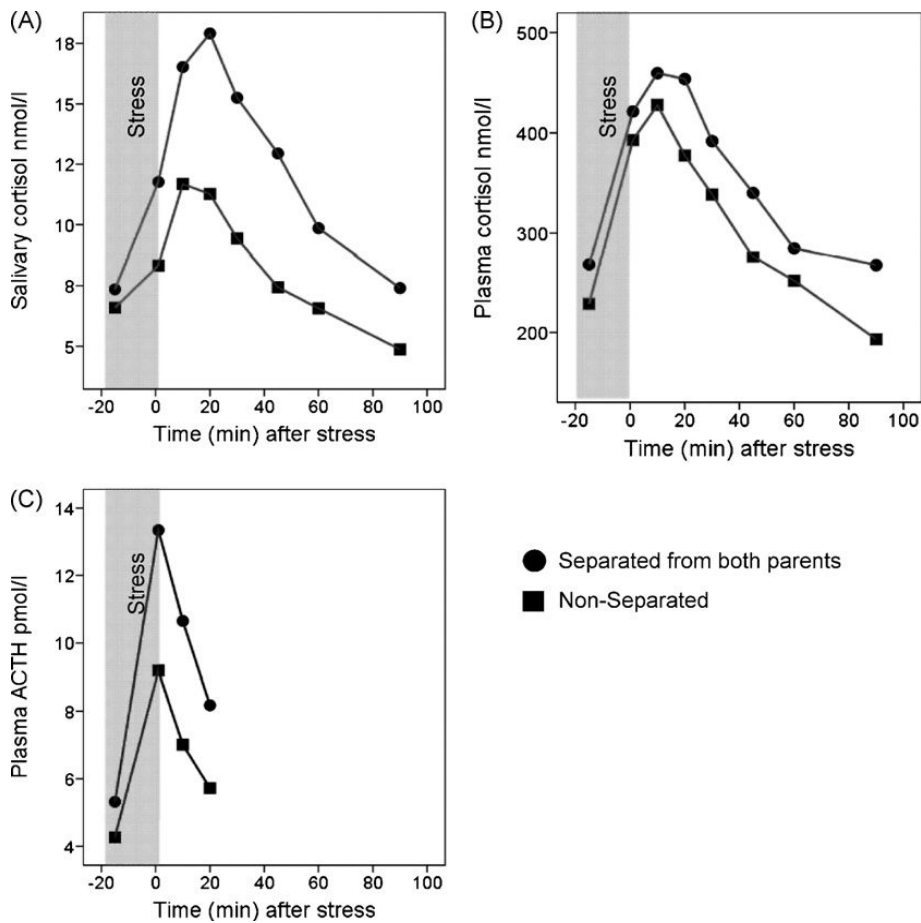 (A)
Salivary cortisol nmol/l
18
15
12
10
8
5
Stress
-20 0 20 40 60 80 100
Time (min) after stress
(B)
Plasma cortisol nmol/l
500
400
300
200
Stress
-20 0 20 40 60 80 100
Time (min) after stress
(C)
Plasma ACTH pmol/l
14
12
10
8
6
4
Stress
-20 0 20 40 60 80 100
Time (min) after stress
Separated from both parents
Non-Separated